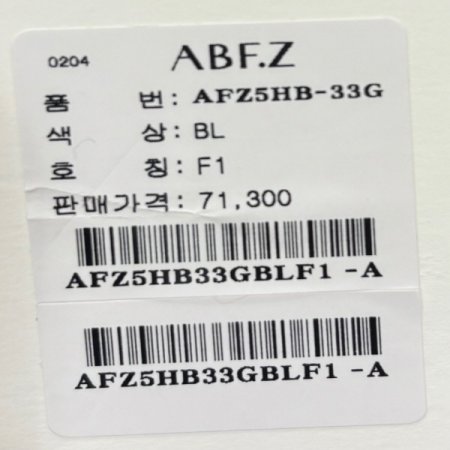 0204 ABF.Z
품 번: AFZ5HB-33G
색 상: BL
호 칭: F1
판매가격: 71,300
AFZ5HB33GBLF1 -A
AFZ5HB33GBLF1 -A